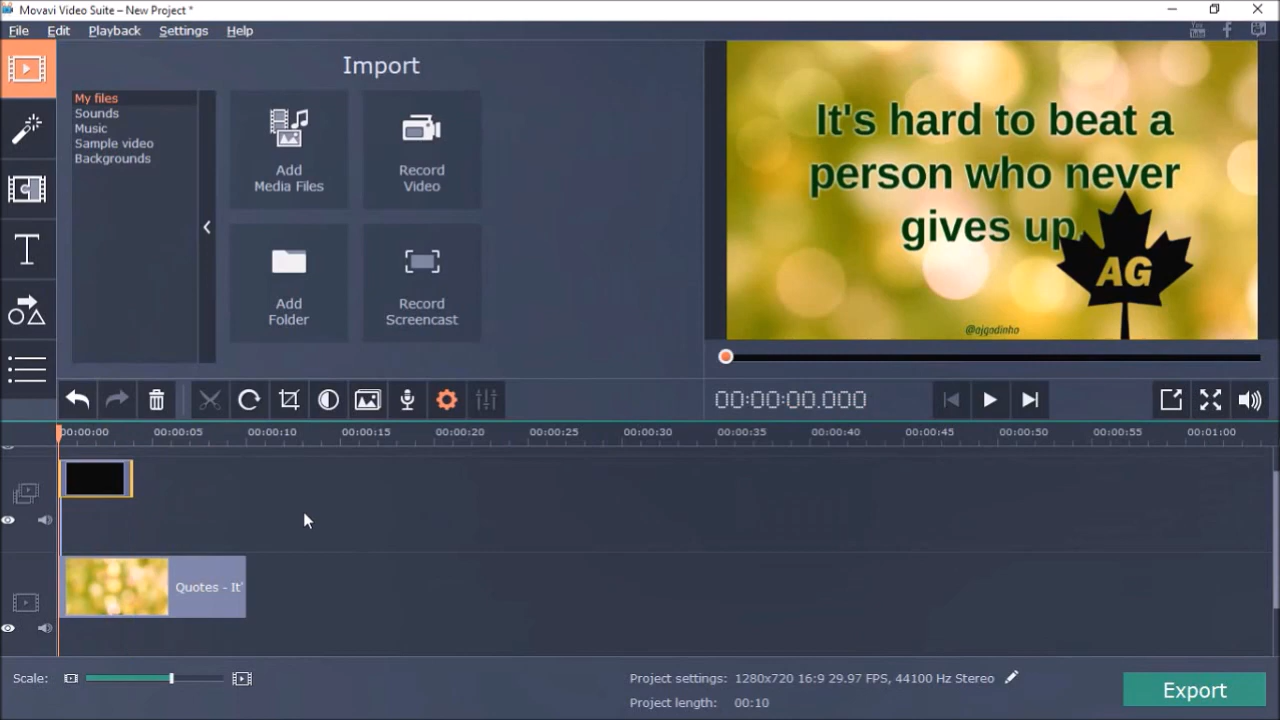 Movavi Video Suite – New Project *
File Edit Playback Settings Help
Import
My files
Sounds
Music
Sample video
Backgrounds
Add
Media Files
Record
Video
Add
Folder
Record
Screencast
It's hard to beat a
person who never
gives up.
AG
@ajgodinho
00:00:00.000
00:00:00 00:00:05 00:00:10 00:00:15 00:00:20 00:00:25 00:00:30 00:00:35 00:00:40 00:00:45 00:00:50 00:00:55 00:01:00
Quotes - It'
Scale:
Project settings: 1280x720 16:9 29.97 FPS, 44100 Hz Stereo
Project length: 00:10
Export